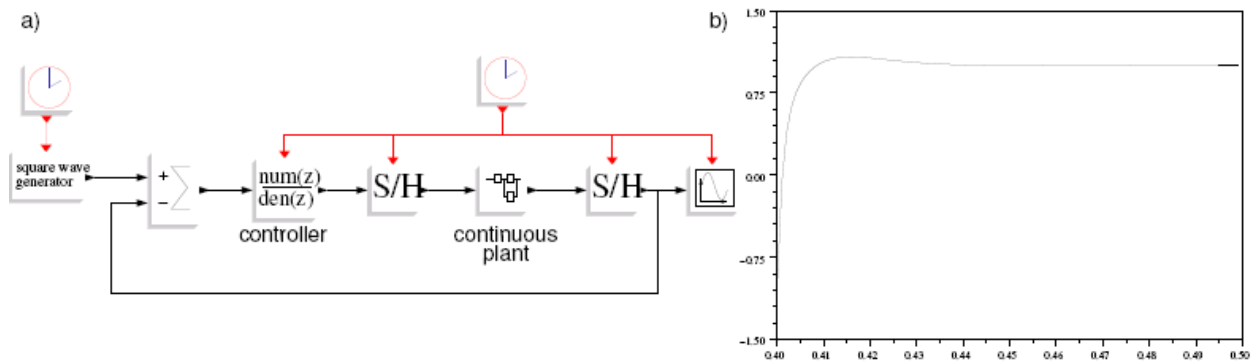 a)
square wave
generator
+
−
num(z)
den(z)
controller
S/H
continuous
plant
S/H
b)
1.50
0.75
0.00
−0.75
−1.50
0.40
0.41
0.42
0.43
0.44
0.45
0.46
0.47
0.48
0.49
0.50